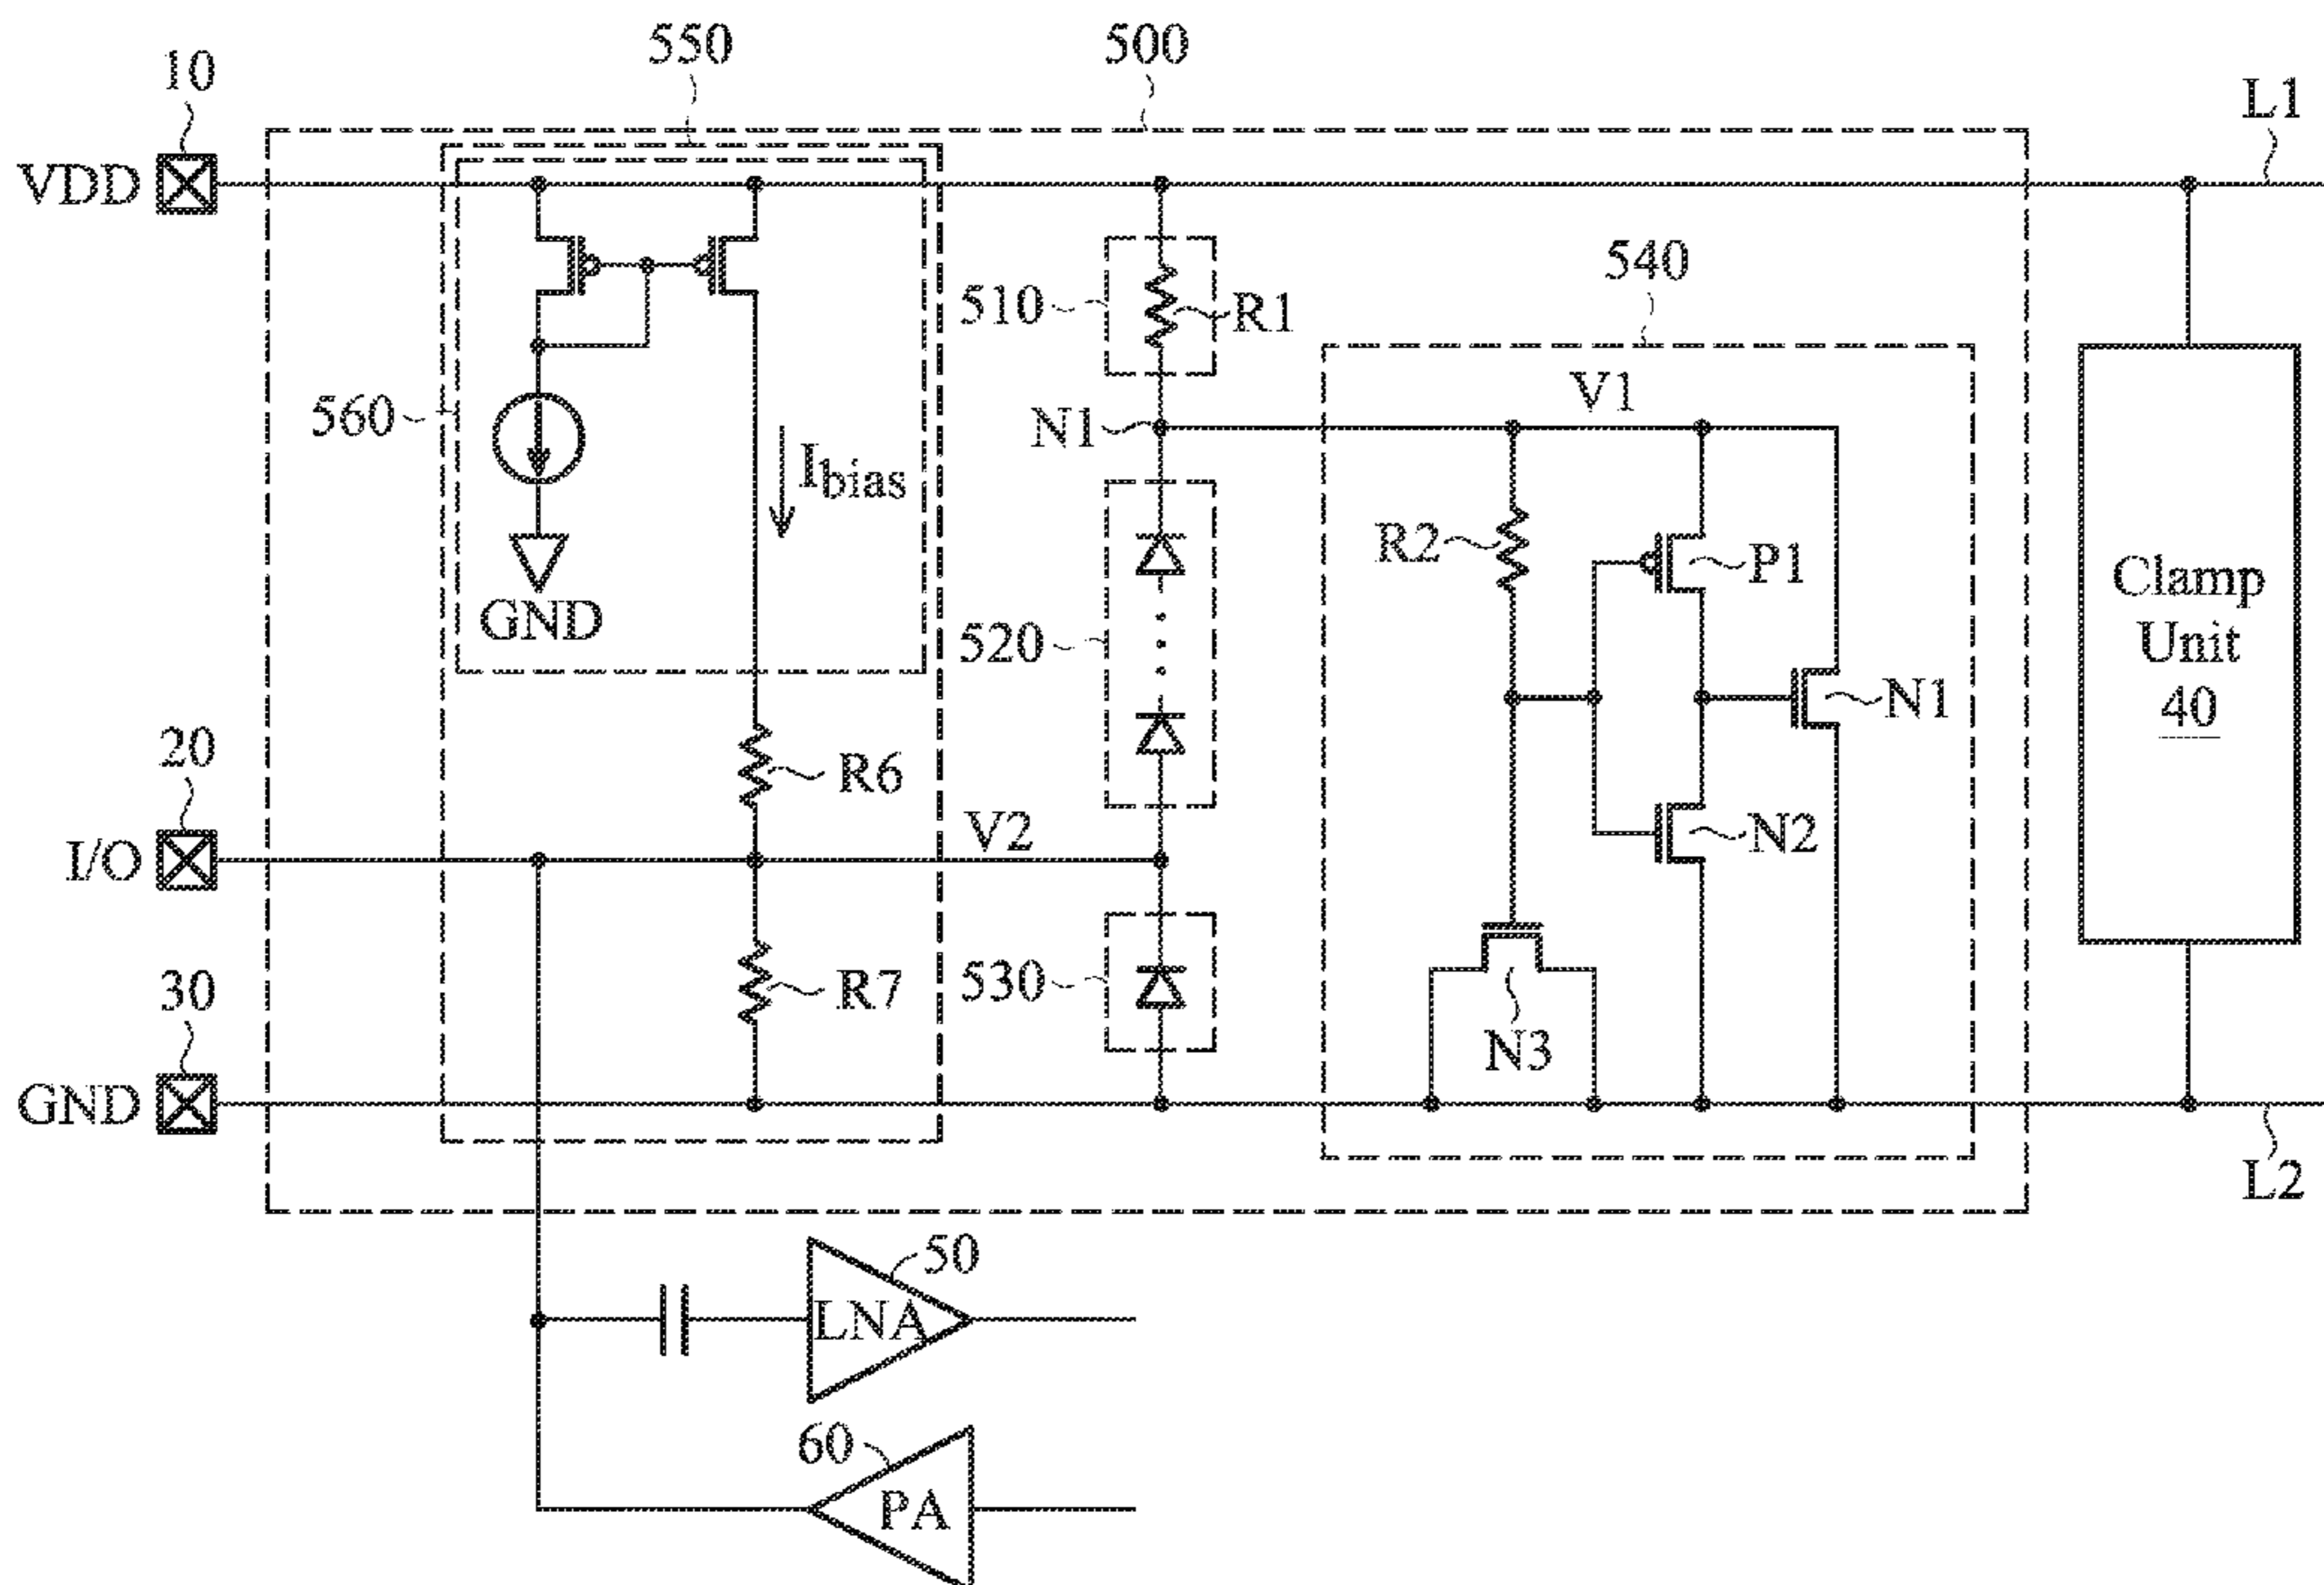 550
500
10
L1
VDD
540
510
R1
560
V1
N1
I_bias
R2
P1
Clamp
Unit
40
GND
520
N1
20
R6
V2
N2
I/O
530
R7
30
N3
GND
L2
50
LNA
60
PA